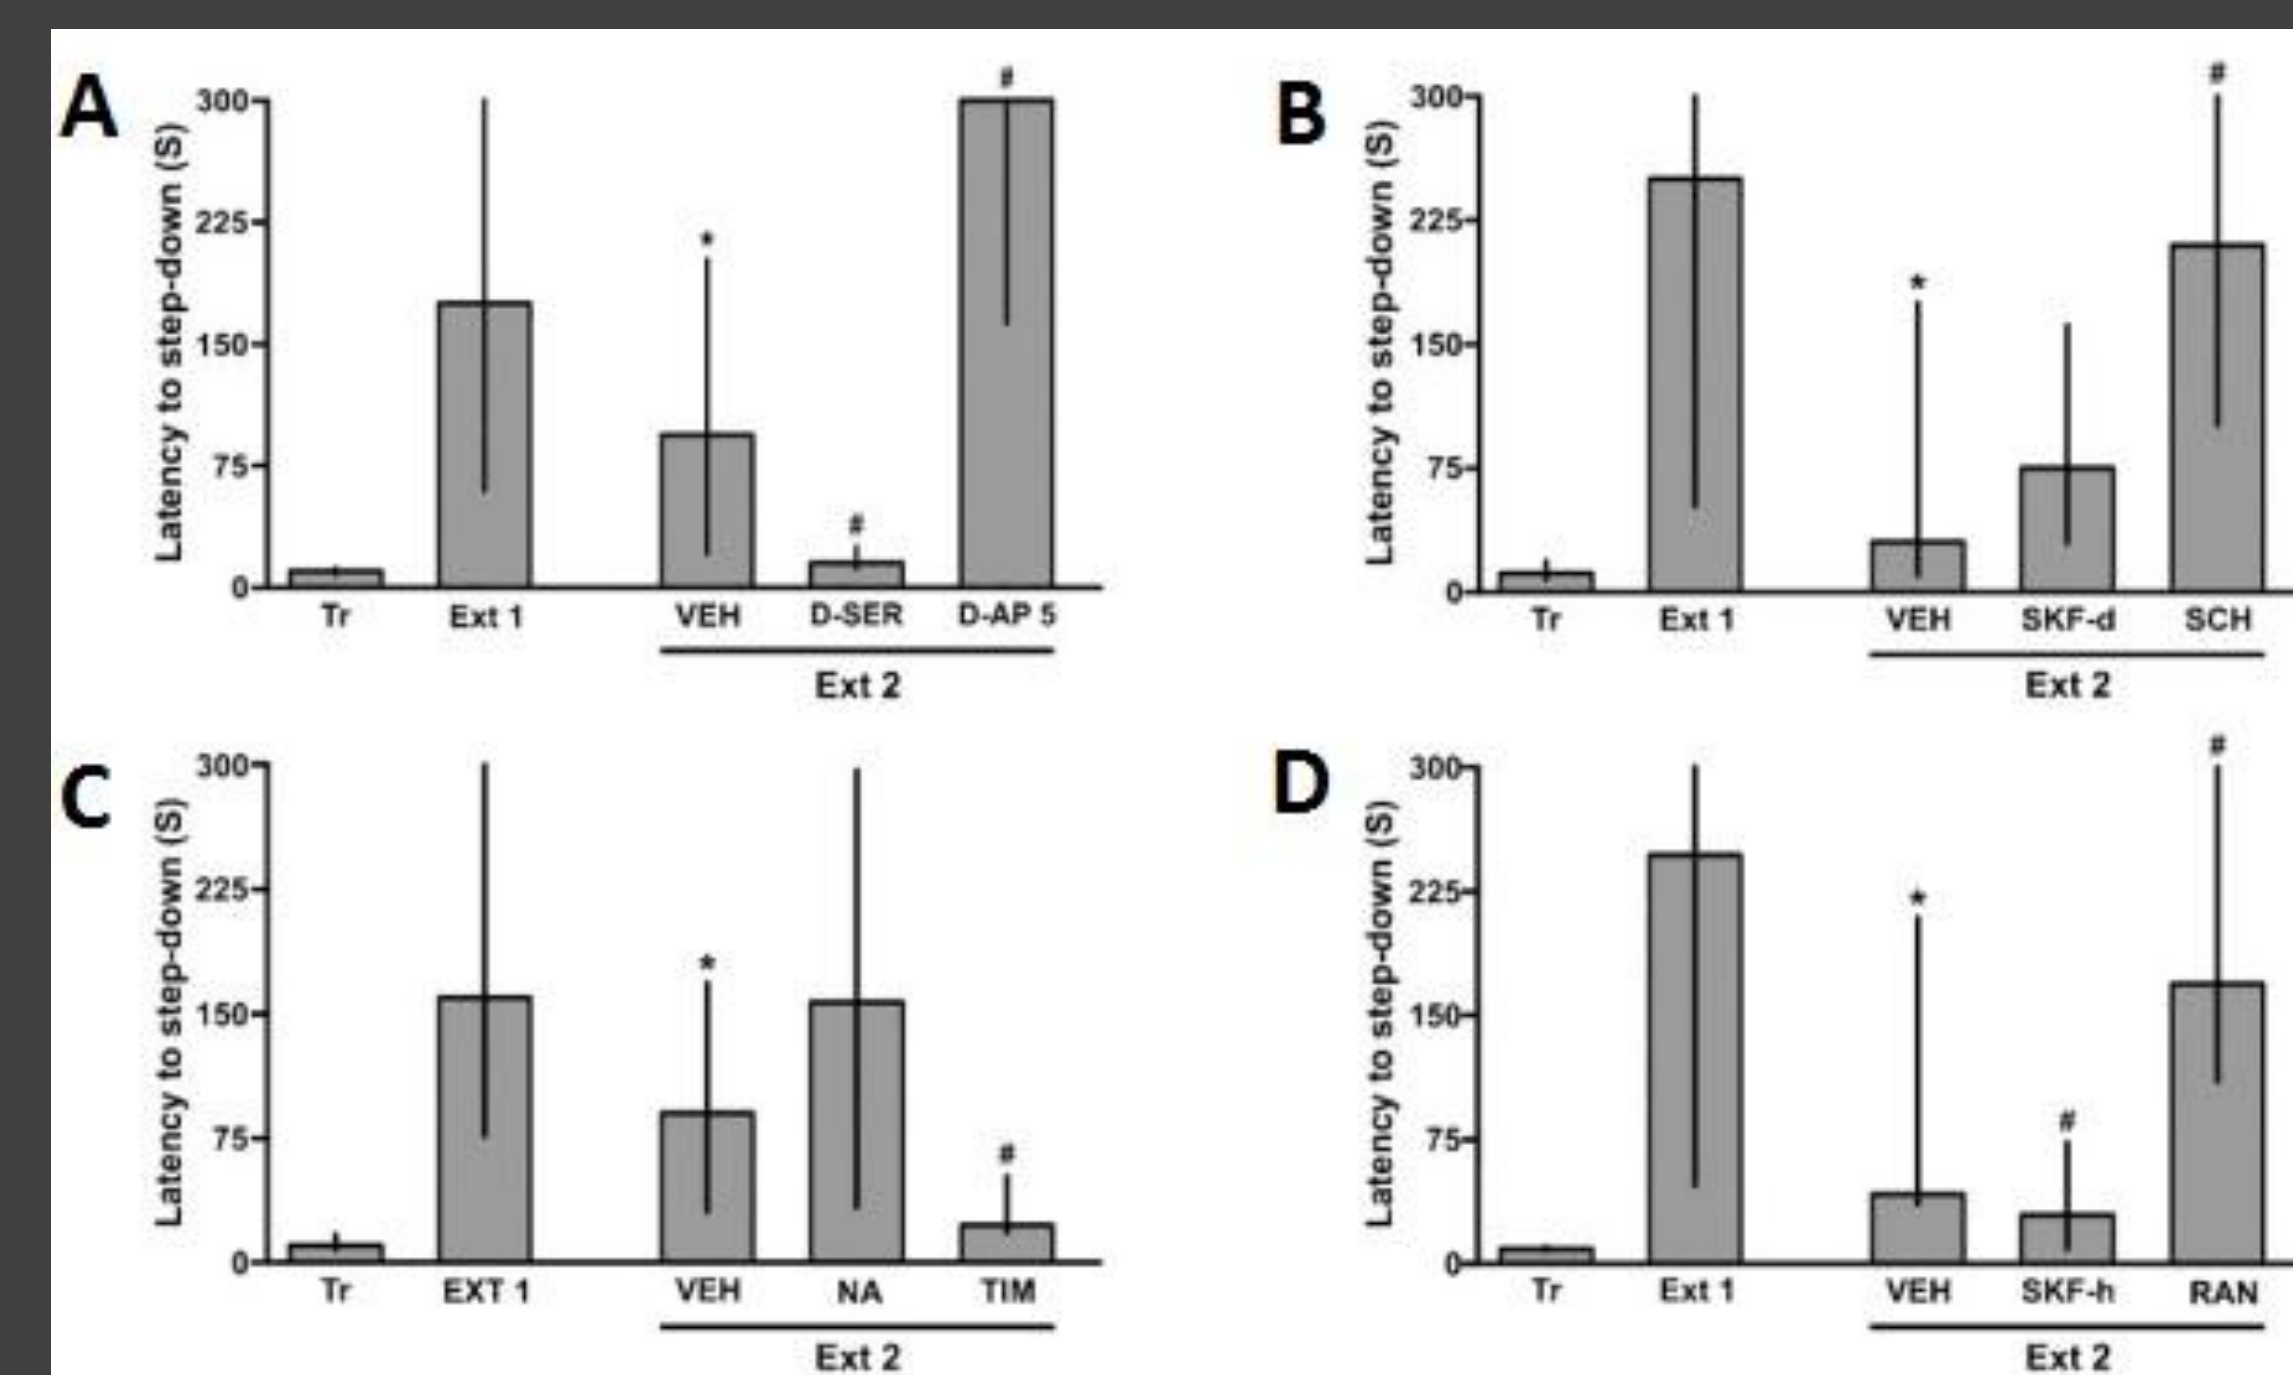 A
Latency to step-down (S)
300
225
150
75
0
#
*
#
Tr Ext 1 VEH D-SER D-AP 5
Ext 2
B
Latency to step-down (S)
300
225
150
75
0
#
*
Tr Ext 1 VEH SKF-d SCH
Ext 2
C
Latency to step-down (S)
300
225
150
75
0
*
#
Tr EXT 1 VEH NA TIM
Ext 2
D
Latency to step-down (S)
300
225
150
75
0
#
*
#
Tr Ext 1 VEH SKF-h RAN
Ext 2